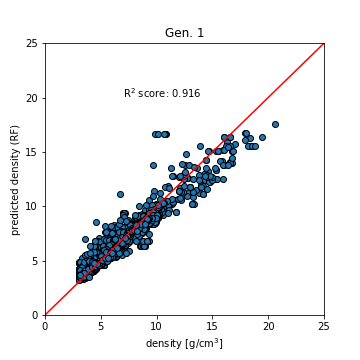 Gen. 1
25
20
15
10
5
0
R² score: 0.916
predicted density (RF)
0 5 10 15 20 25
density [g/cm³]